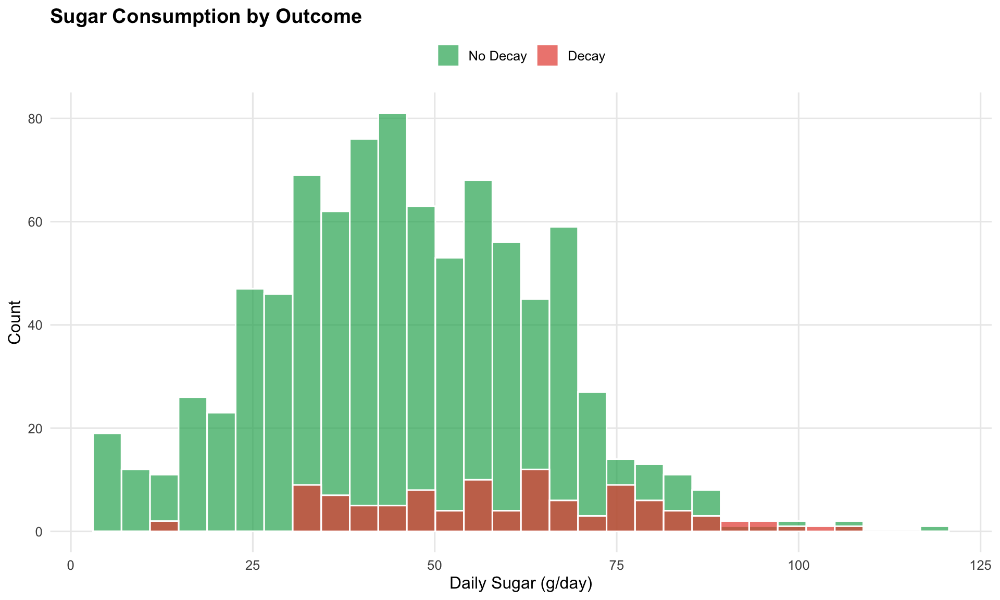 Sugar Consumption by Outcome
No Decay Decay
80
60
40
20
0
Count
0 25 50 75 100 125
Daily Sugar (g/day)